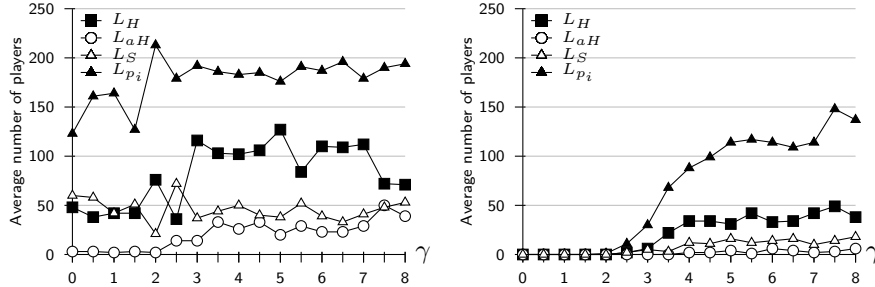 Average number of players
250
200
150
100
50
0
L_H
L_{aH}
L_S
L_{p_i}
0 1 2 3 4 5 6 7 8 γ
Average number of players
250
200
150
100
50
0
L_H
L_{aH}
L_S
L_{p_i}
0 1 2 3 4 5 6 7 8 γ